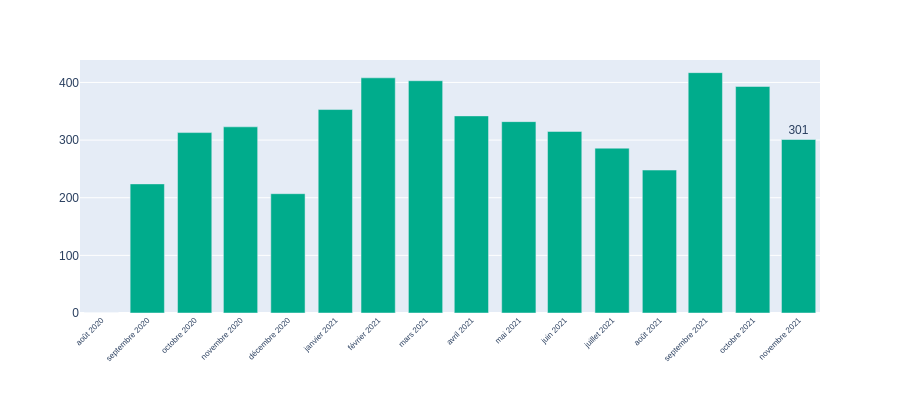 400
300
200
100
0
301
août 2020
septembre 2020
octobre 2020
novembre 2020
décembre 2020
janvier 2021
février 2021
mars 2021
avril 2021
mai 2021
juin 2021
juillet 2021
août 2021
septembre 2021
octobre 2021
novembre 2021